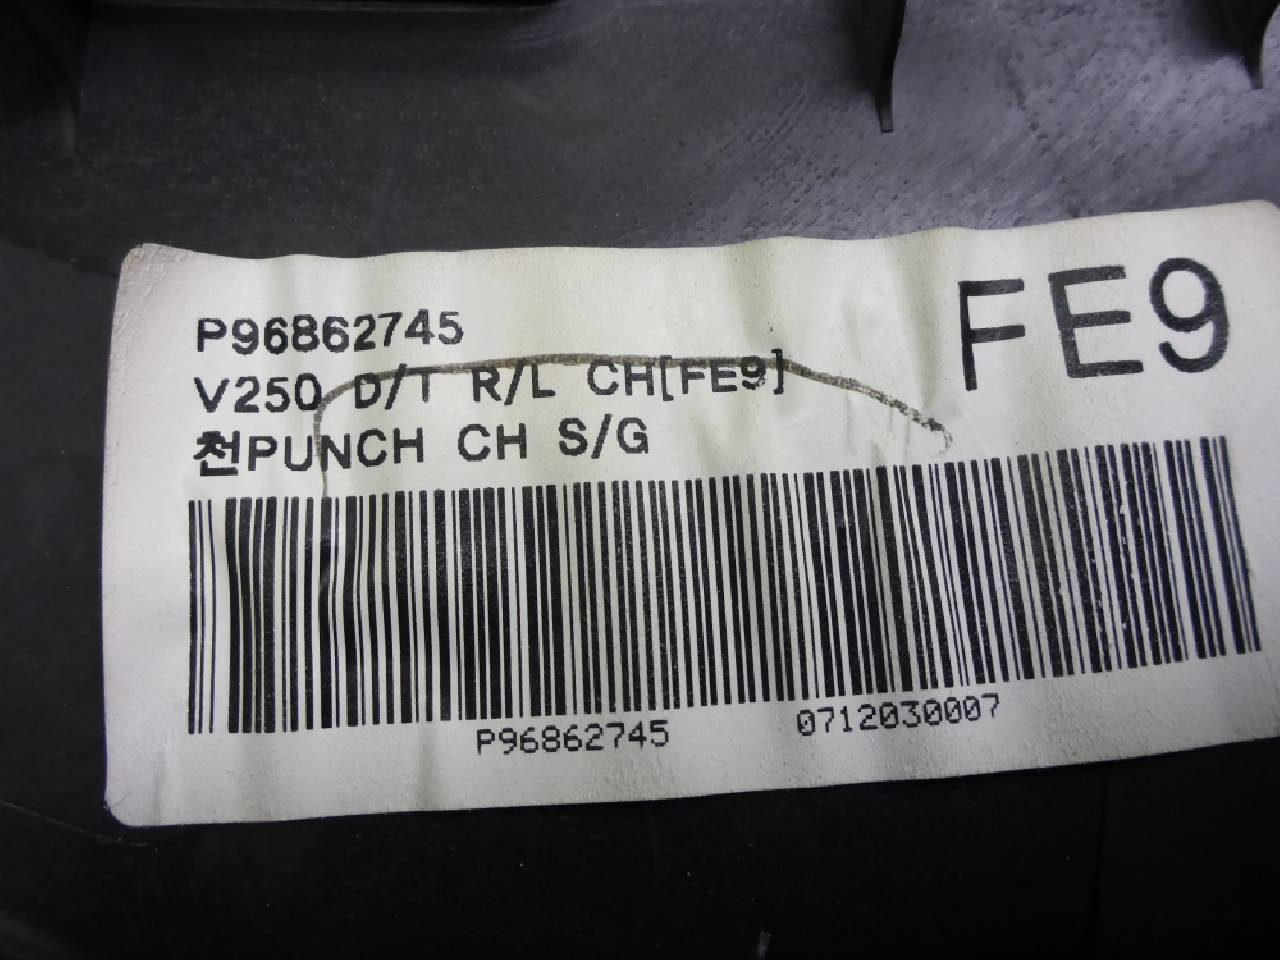 P96862745
FE9
V250 D/T R/L CH[FE9]
천PUNCH CH S/G
P96862745 0712030007